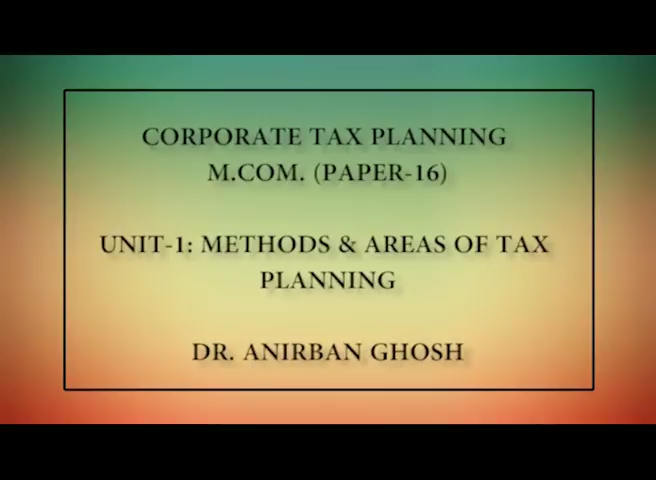 CORPORATE TAX PLANNING
M.COM. (PAPER-16)
UNIT-1: METHODS & AREAS OF TAX
PLANNING
DR. ANIRBAN GHOSH